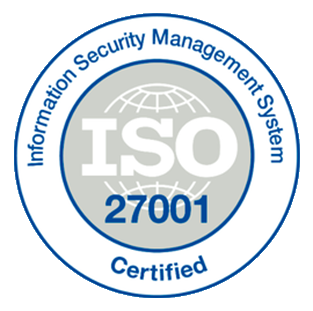 Information Security Management System
ISO
27001
Certified